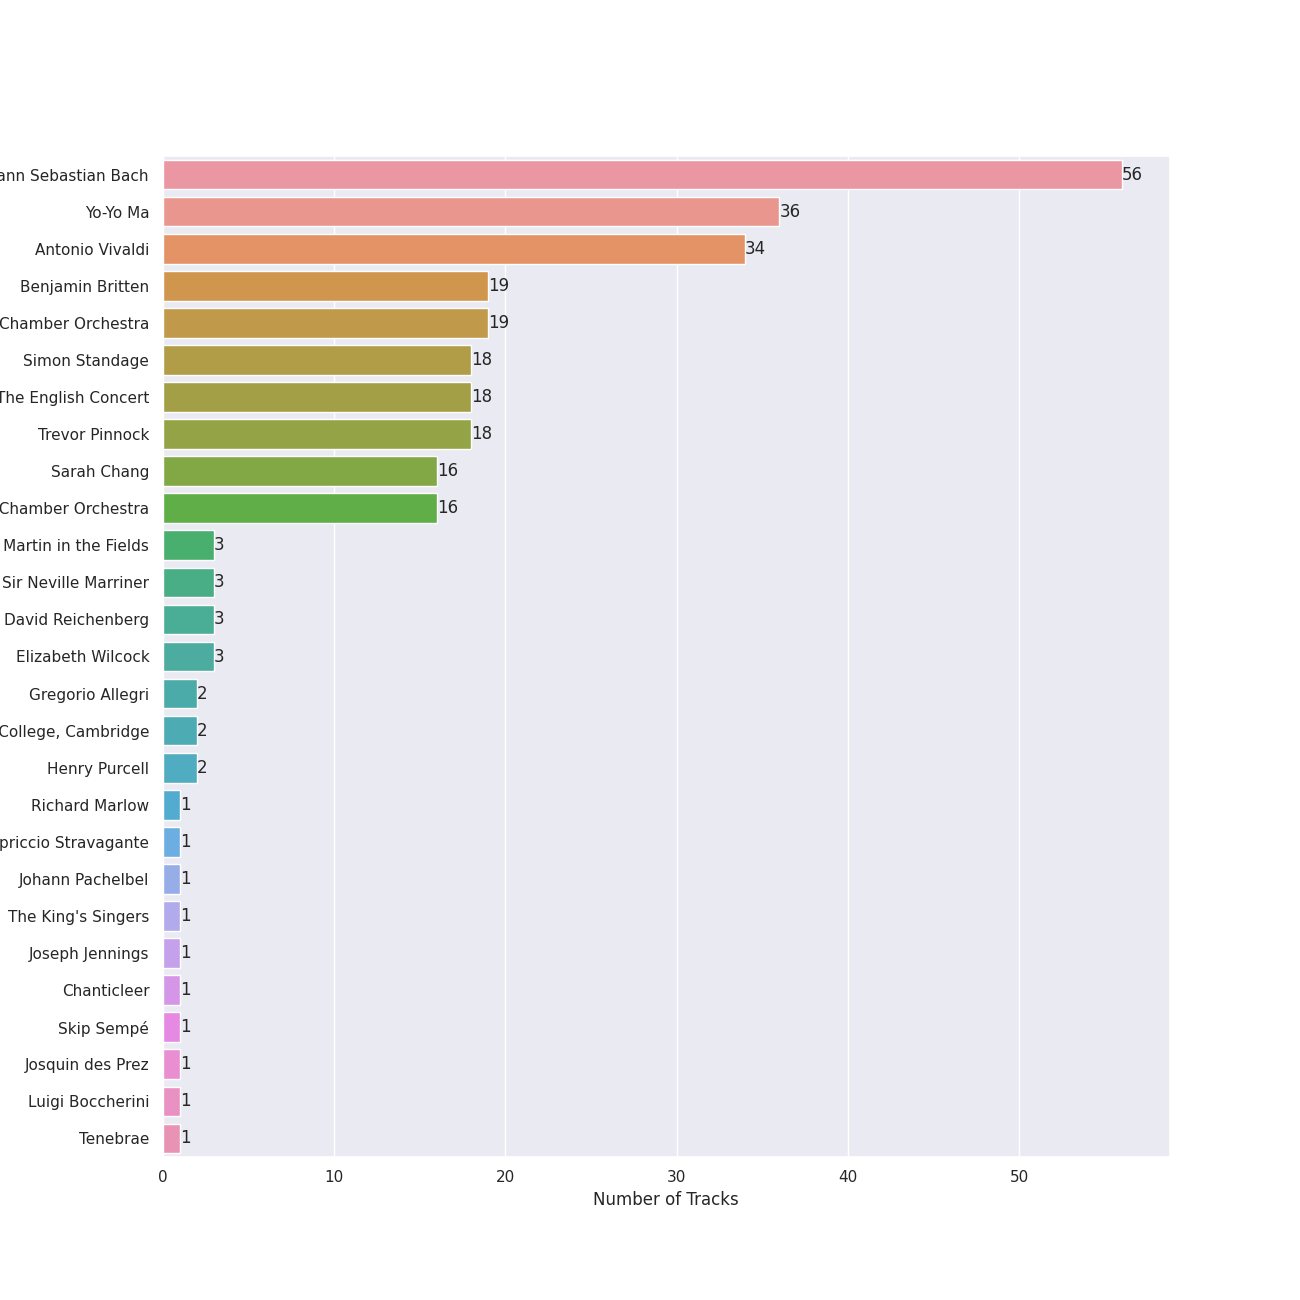 ann Sebastian Bach 56
Yo-Yo Ma 36
Antonio Vivaldi 34
Benjamin Britten 19
Chamber Orchestra 19
Simon Standage 18
The English Concert 18
Trevor Pinnock 18
Sarah Chang 16
Chamber Orchestra 16
Martin in the Fields 3
Sir Neville Marriner 3
David Reichenberg 3
Elizabeth Wilcock 3
Gregorio Allegri 2
College, Cambridge 2
Henry Purcell 2
Richard Marlow 1
priccio Stravagante 1
Johann Pachelbel 1
The King's Singers 1
Joseph Jennings 1
Chanticleer 1
Skip Sempé 1
Josquin des Prez 1
Luigi Boccherini 1
Tenebrae 1
0 10 20 30 40 50
Number of Tracks